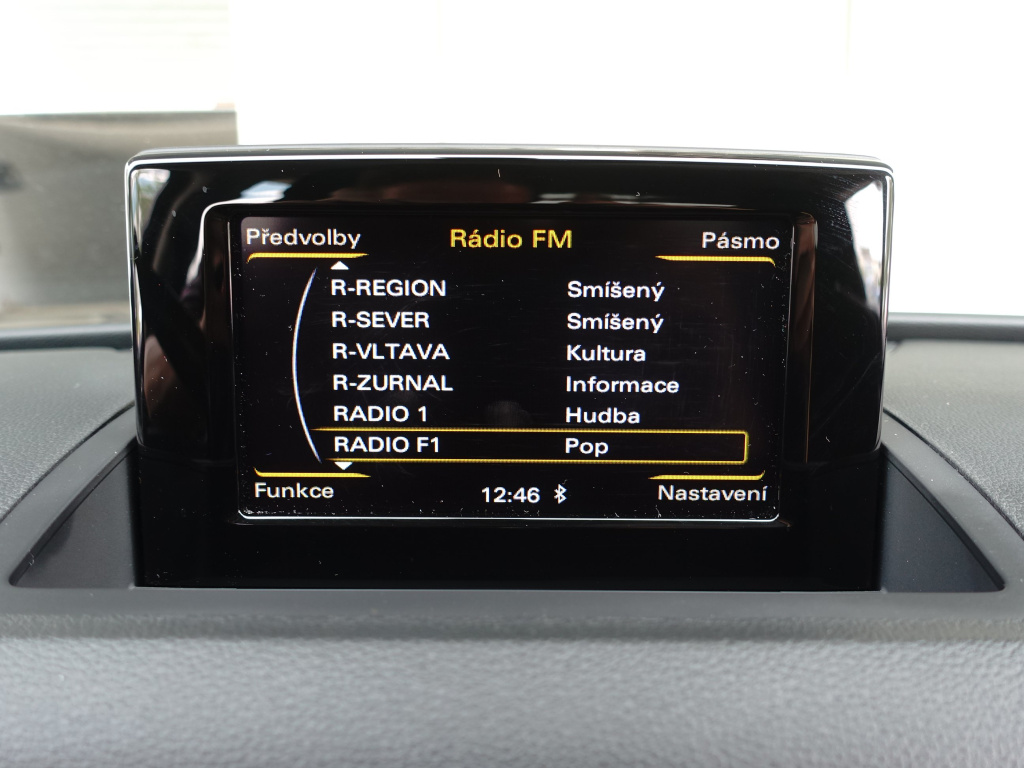 Předvolby Rádio FM Pásmo
R-REGION Smíšený
R-SEVER Smíšený
R-VLTAVA Kultura
R-ZURNAL Informace
RADIO 1 Hudba
RADIO F1 Pop
Funkce 12:46 Nastavení